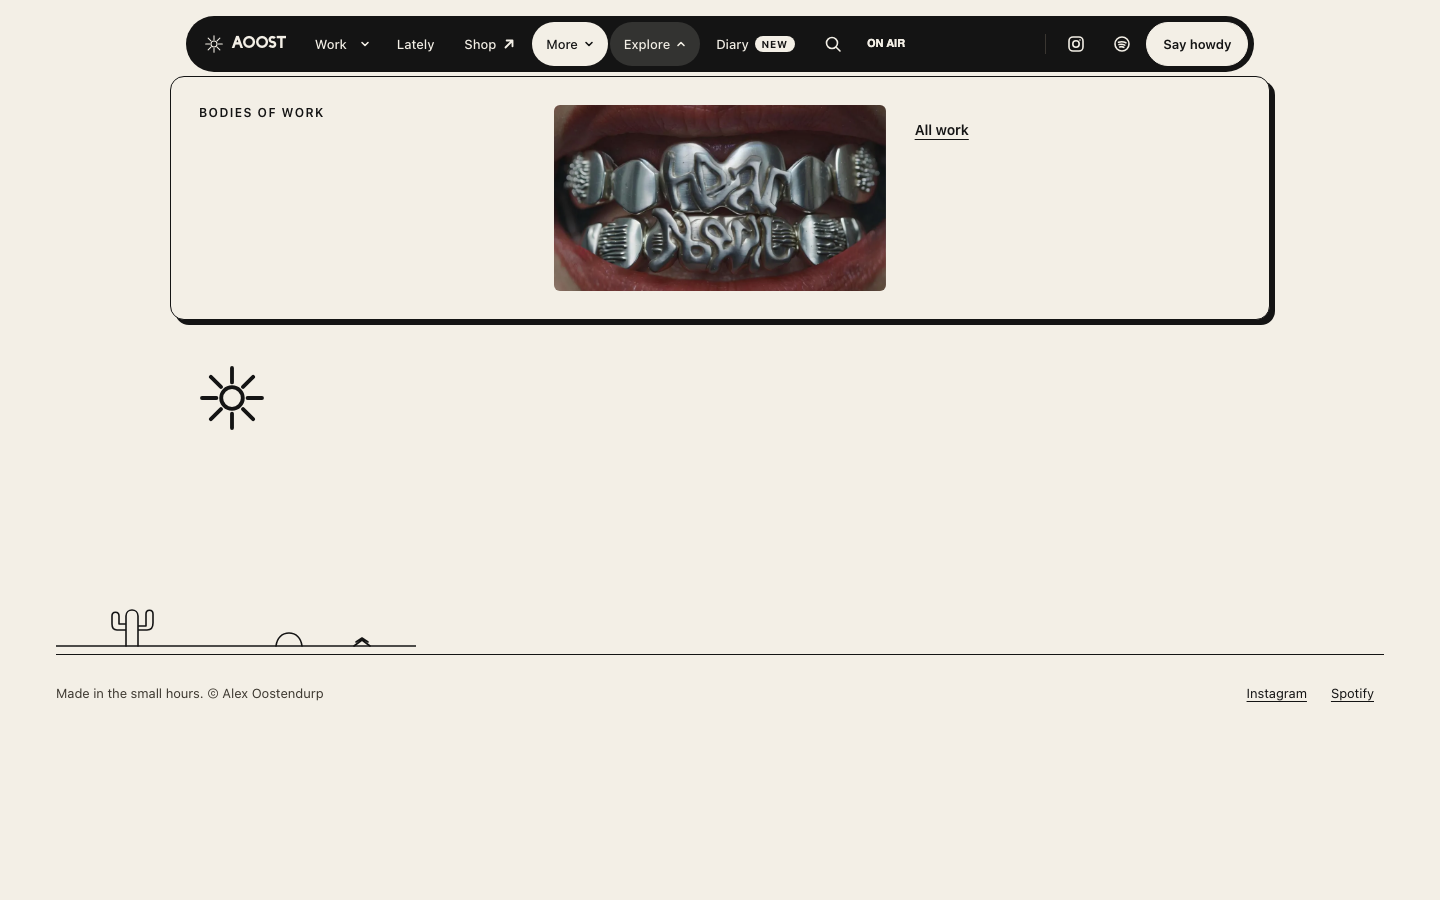 AOOST
Work
Lately
Shop
More
Explore
Diary NEW
ON AIR
Say howdy
BODIES OF WORK
All work
Made in the small hours. © Alex Oostendurp
Instagram
Spotify